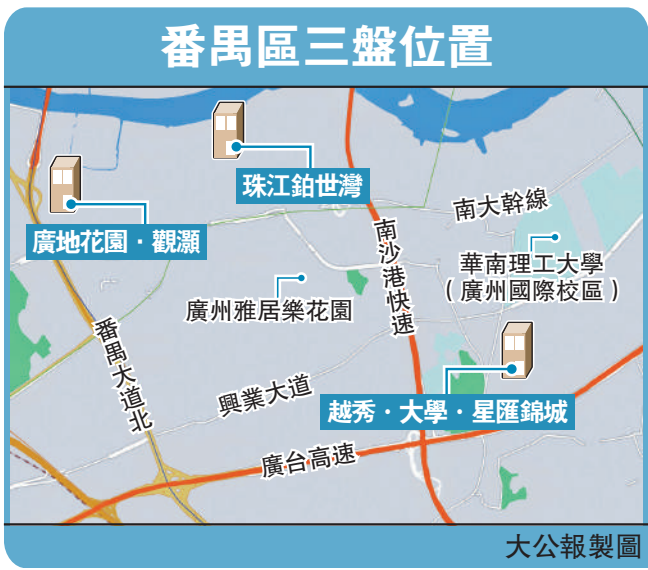 番禺區三盤位置
珠江鉑世灣
廣地花園·觀灝
南大幹線
南沙港快速
華南理工大學
(廣州國際校區)
廣州雅居樂花園
番禺大道北
興業大道
越秀·大學·星匯錦城
廣台高速
大公報製圖